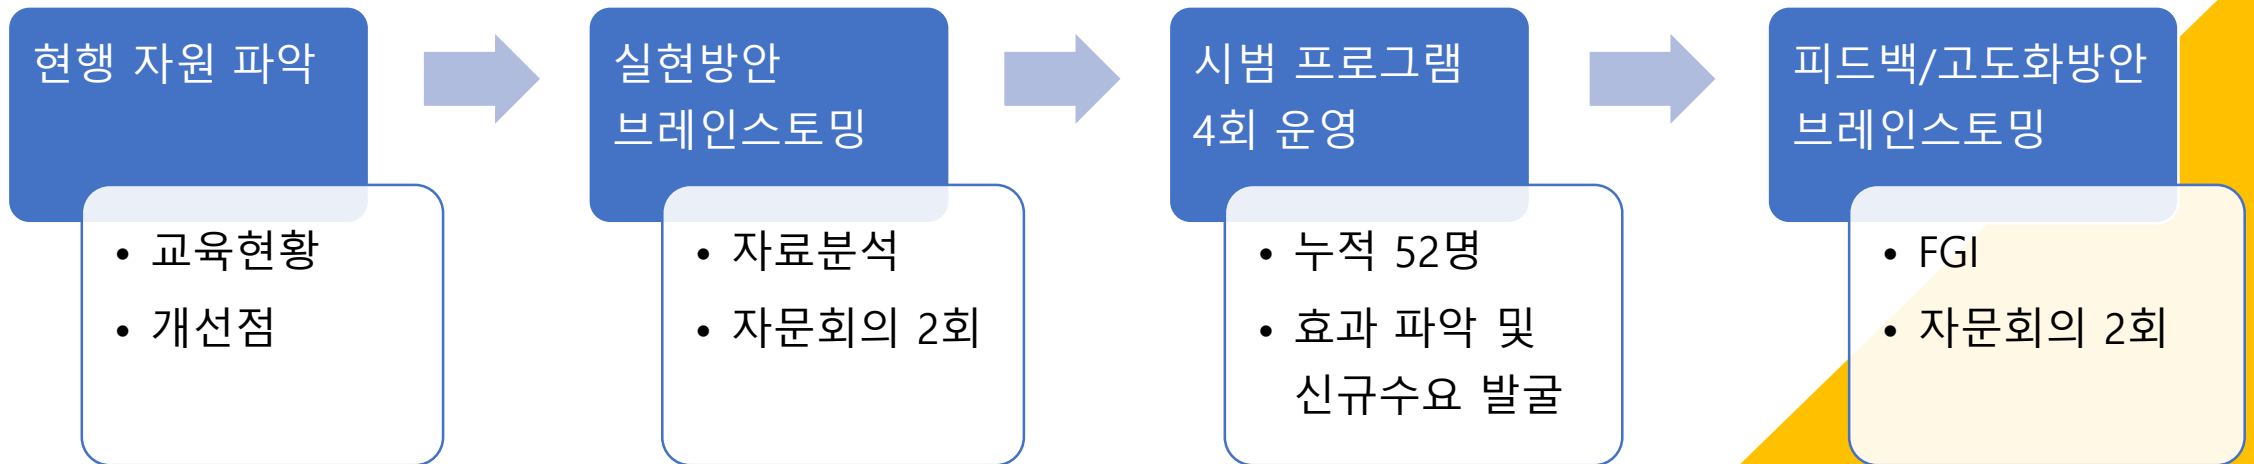 현행 자원 파악
• 교육현황
• 개선점
실현방안
브레인스토밍
• 자료분석
• 자문회의 2회
시범 프로그램
4회 운영
• 누적 52명
• 효과 파악 및
신규수요 발굴
피드백/고도화방안
브레인스토밍
• FGI
• 자문회의 2회